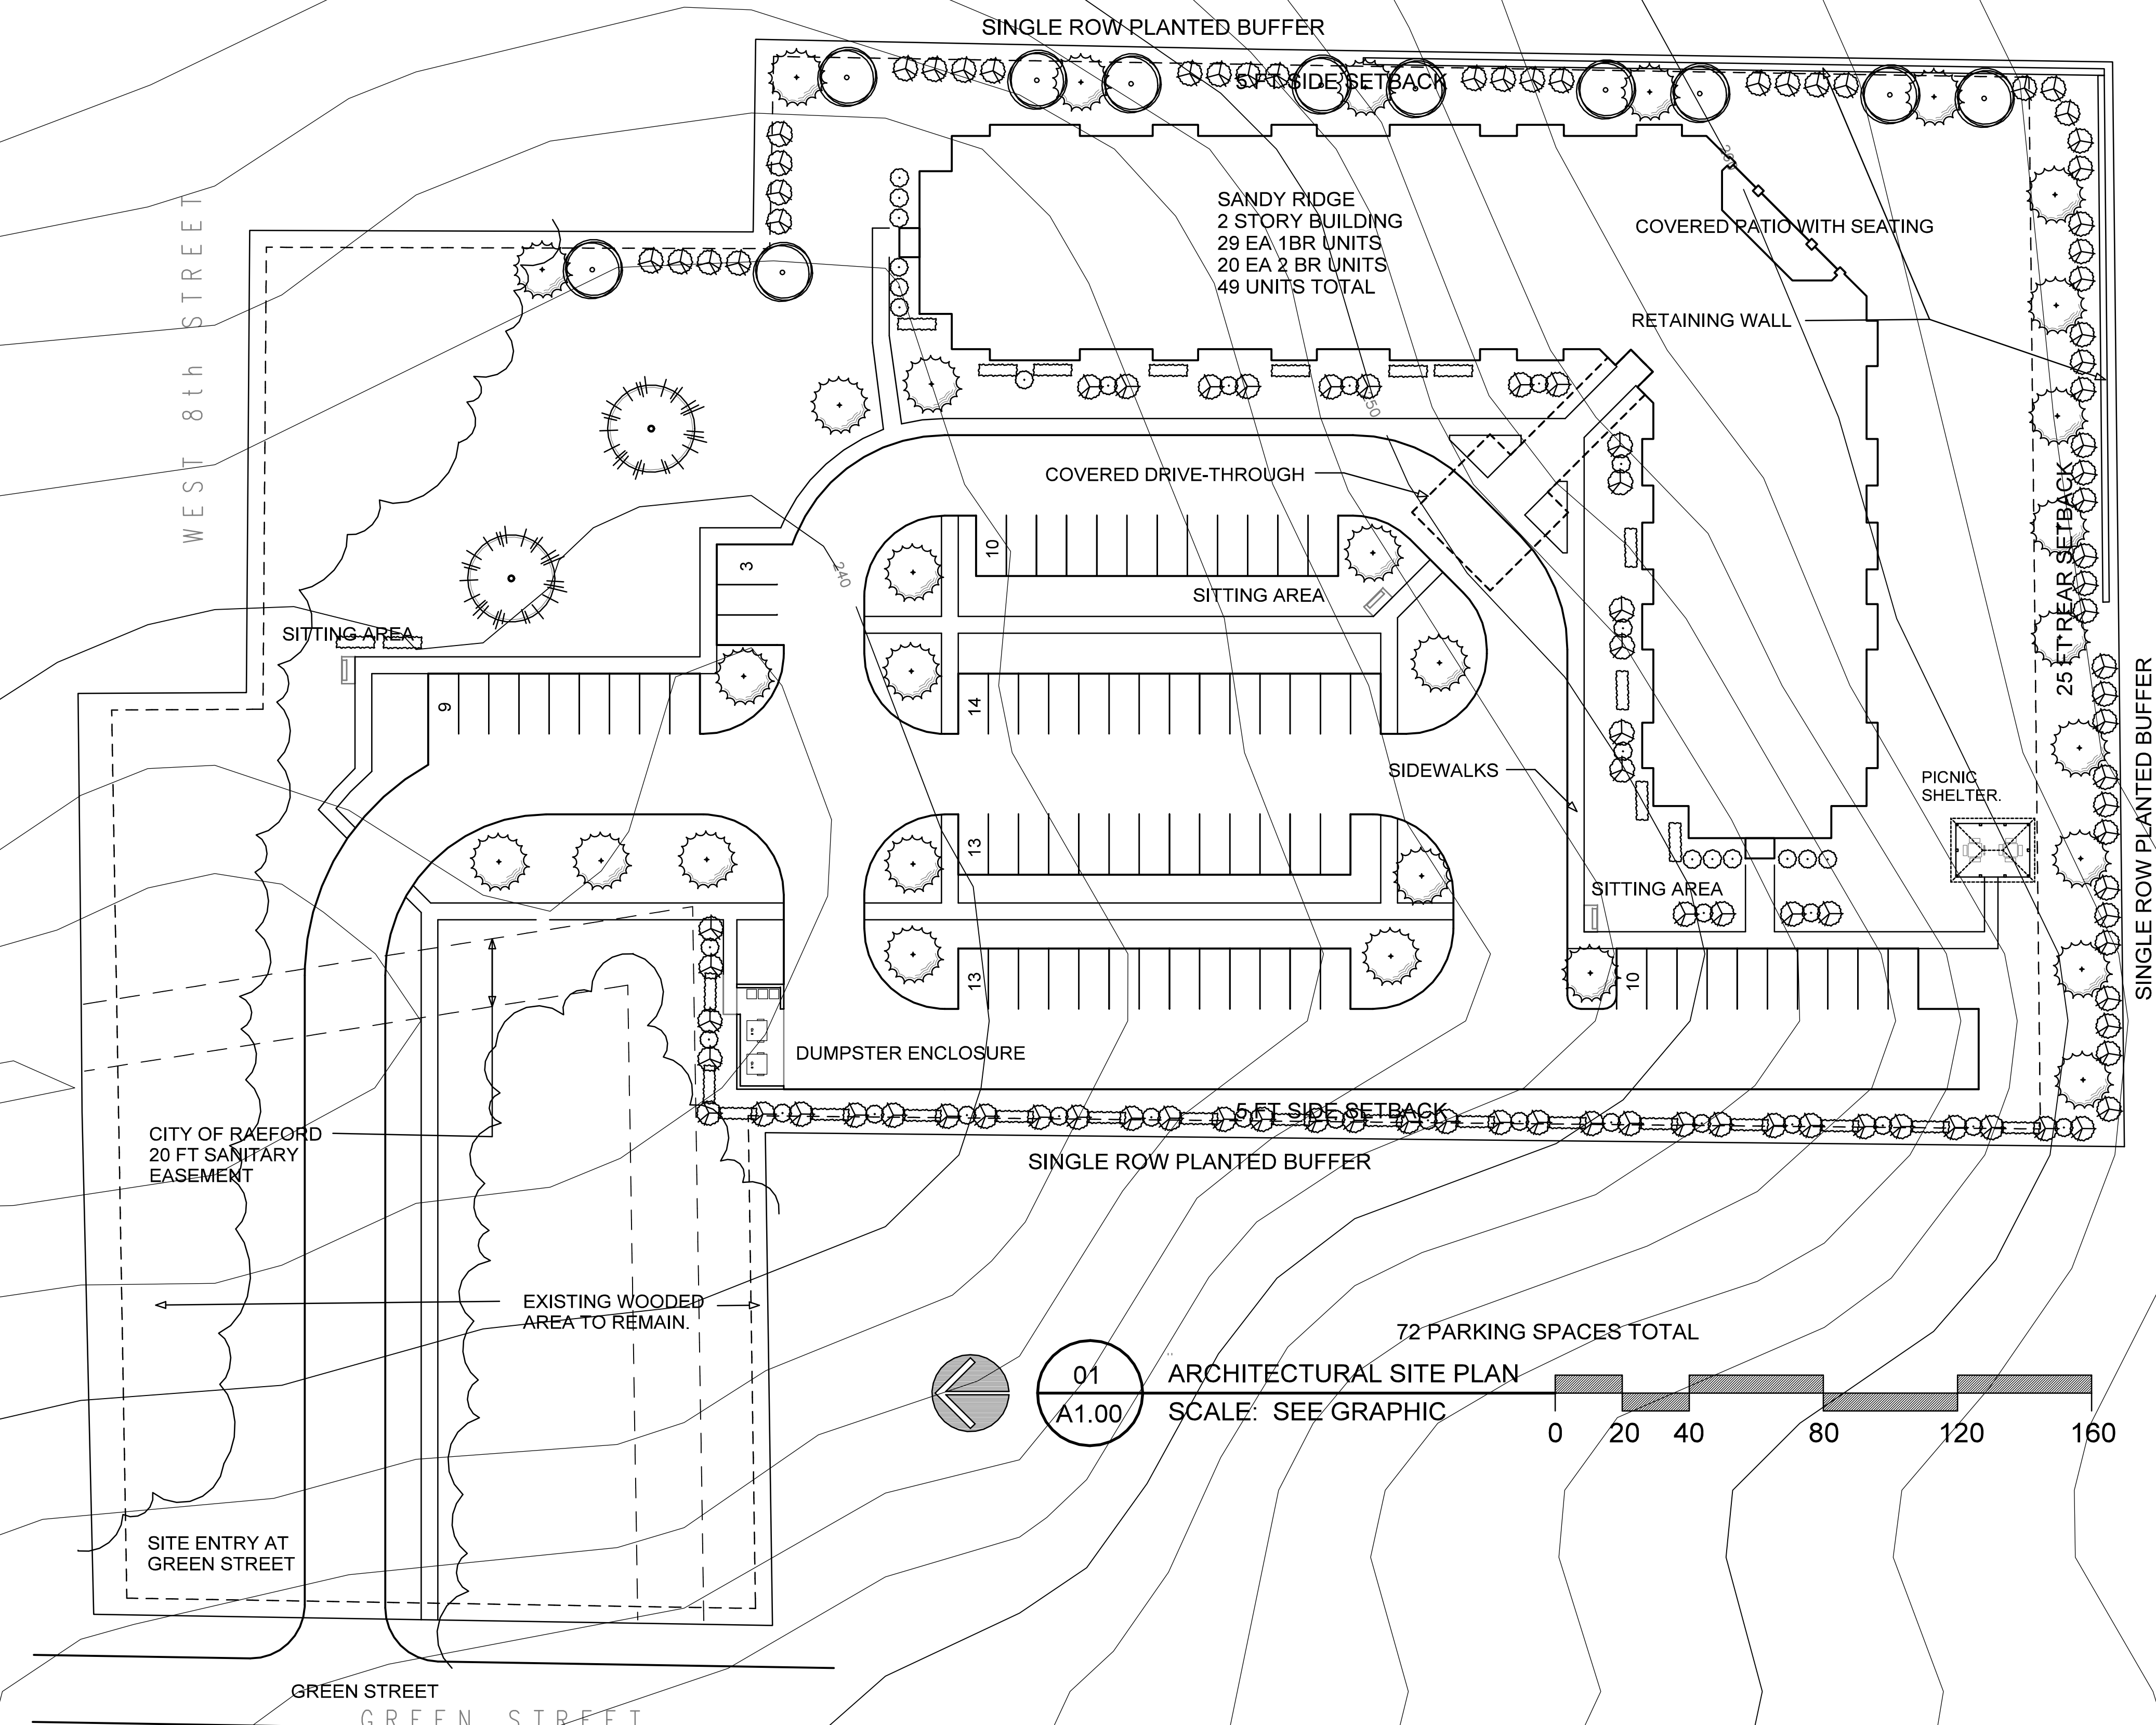 SINGLE ROW PLANTED BUFFER
5 FT SIDE SETBACK
WEST 8th STREET
SANDY RIDGE
2 STORY BUILDING
29 EA 1BR UNITS
20 EA 2 BR UNITS
49 UNITS TOTAL
COVERED PATIO WITH SEATING
RETAINING WALL
COVERED DRIVE-THROUGH
10
3
240
SITTING AREA
SITTING AREA
25 FT REAR SETBACK
9
14
SIDEWALKS
PICNIC
SHELTER.
SINGLE ROW PLANTED BUFFER
13
SITTING AREA
13
10
DUMPSTER ENCLOSURE
5 FT SIDE SETBACK
CITY OF RAEFORD
20 FT SANITARY
EASEMENT
SINGLE ROW PLANTED BUFFER
EXISTING WOODED
AREA TO REMAIN.
72 PARKING SPACES TOTAL
01
A1.00
ARCHITECTURAL SITE PLAN
SCALE: SEE GRAPHIC
0 20 40 80 120 160
SITE ENTRY AT
GREEN STREET
GREEN STREET
GREEN STREET